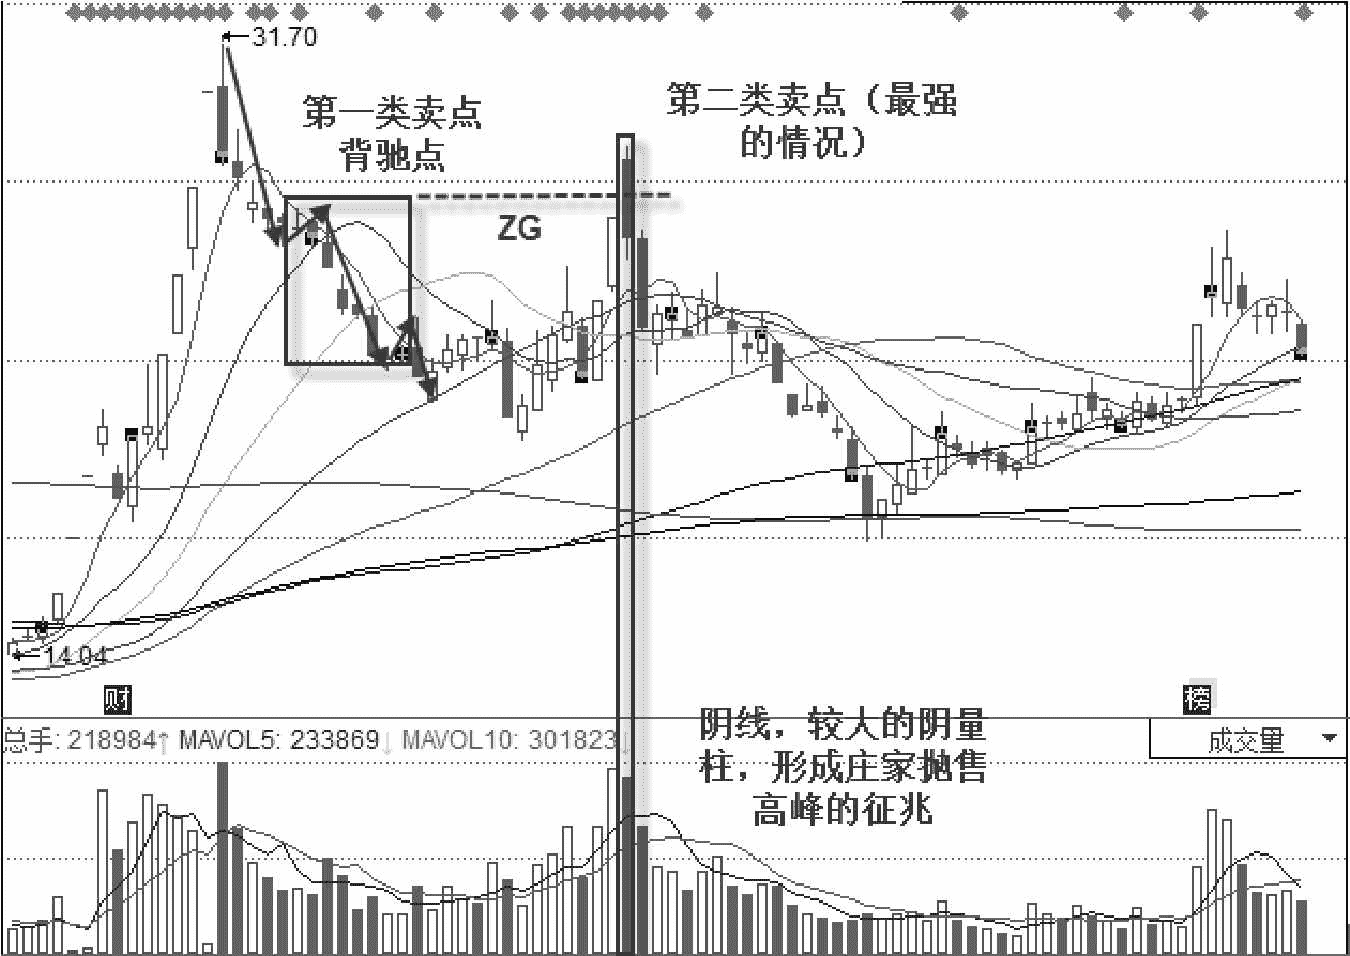 31.70
第一类卖点
背驰点
第二类卖点（最强
的情况）
ZG
14.04
财
榜
总手: 218984↑ MAVOL5: 233869↓ MAVOL10: 301823↓
成交量
阴线，较人的阴量
柱，形成庄家抛售
高峰的征兆